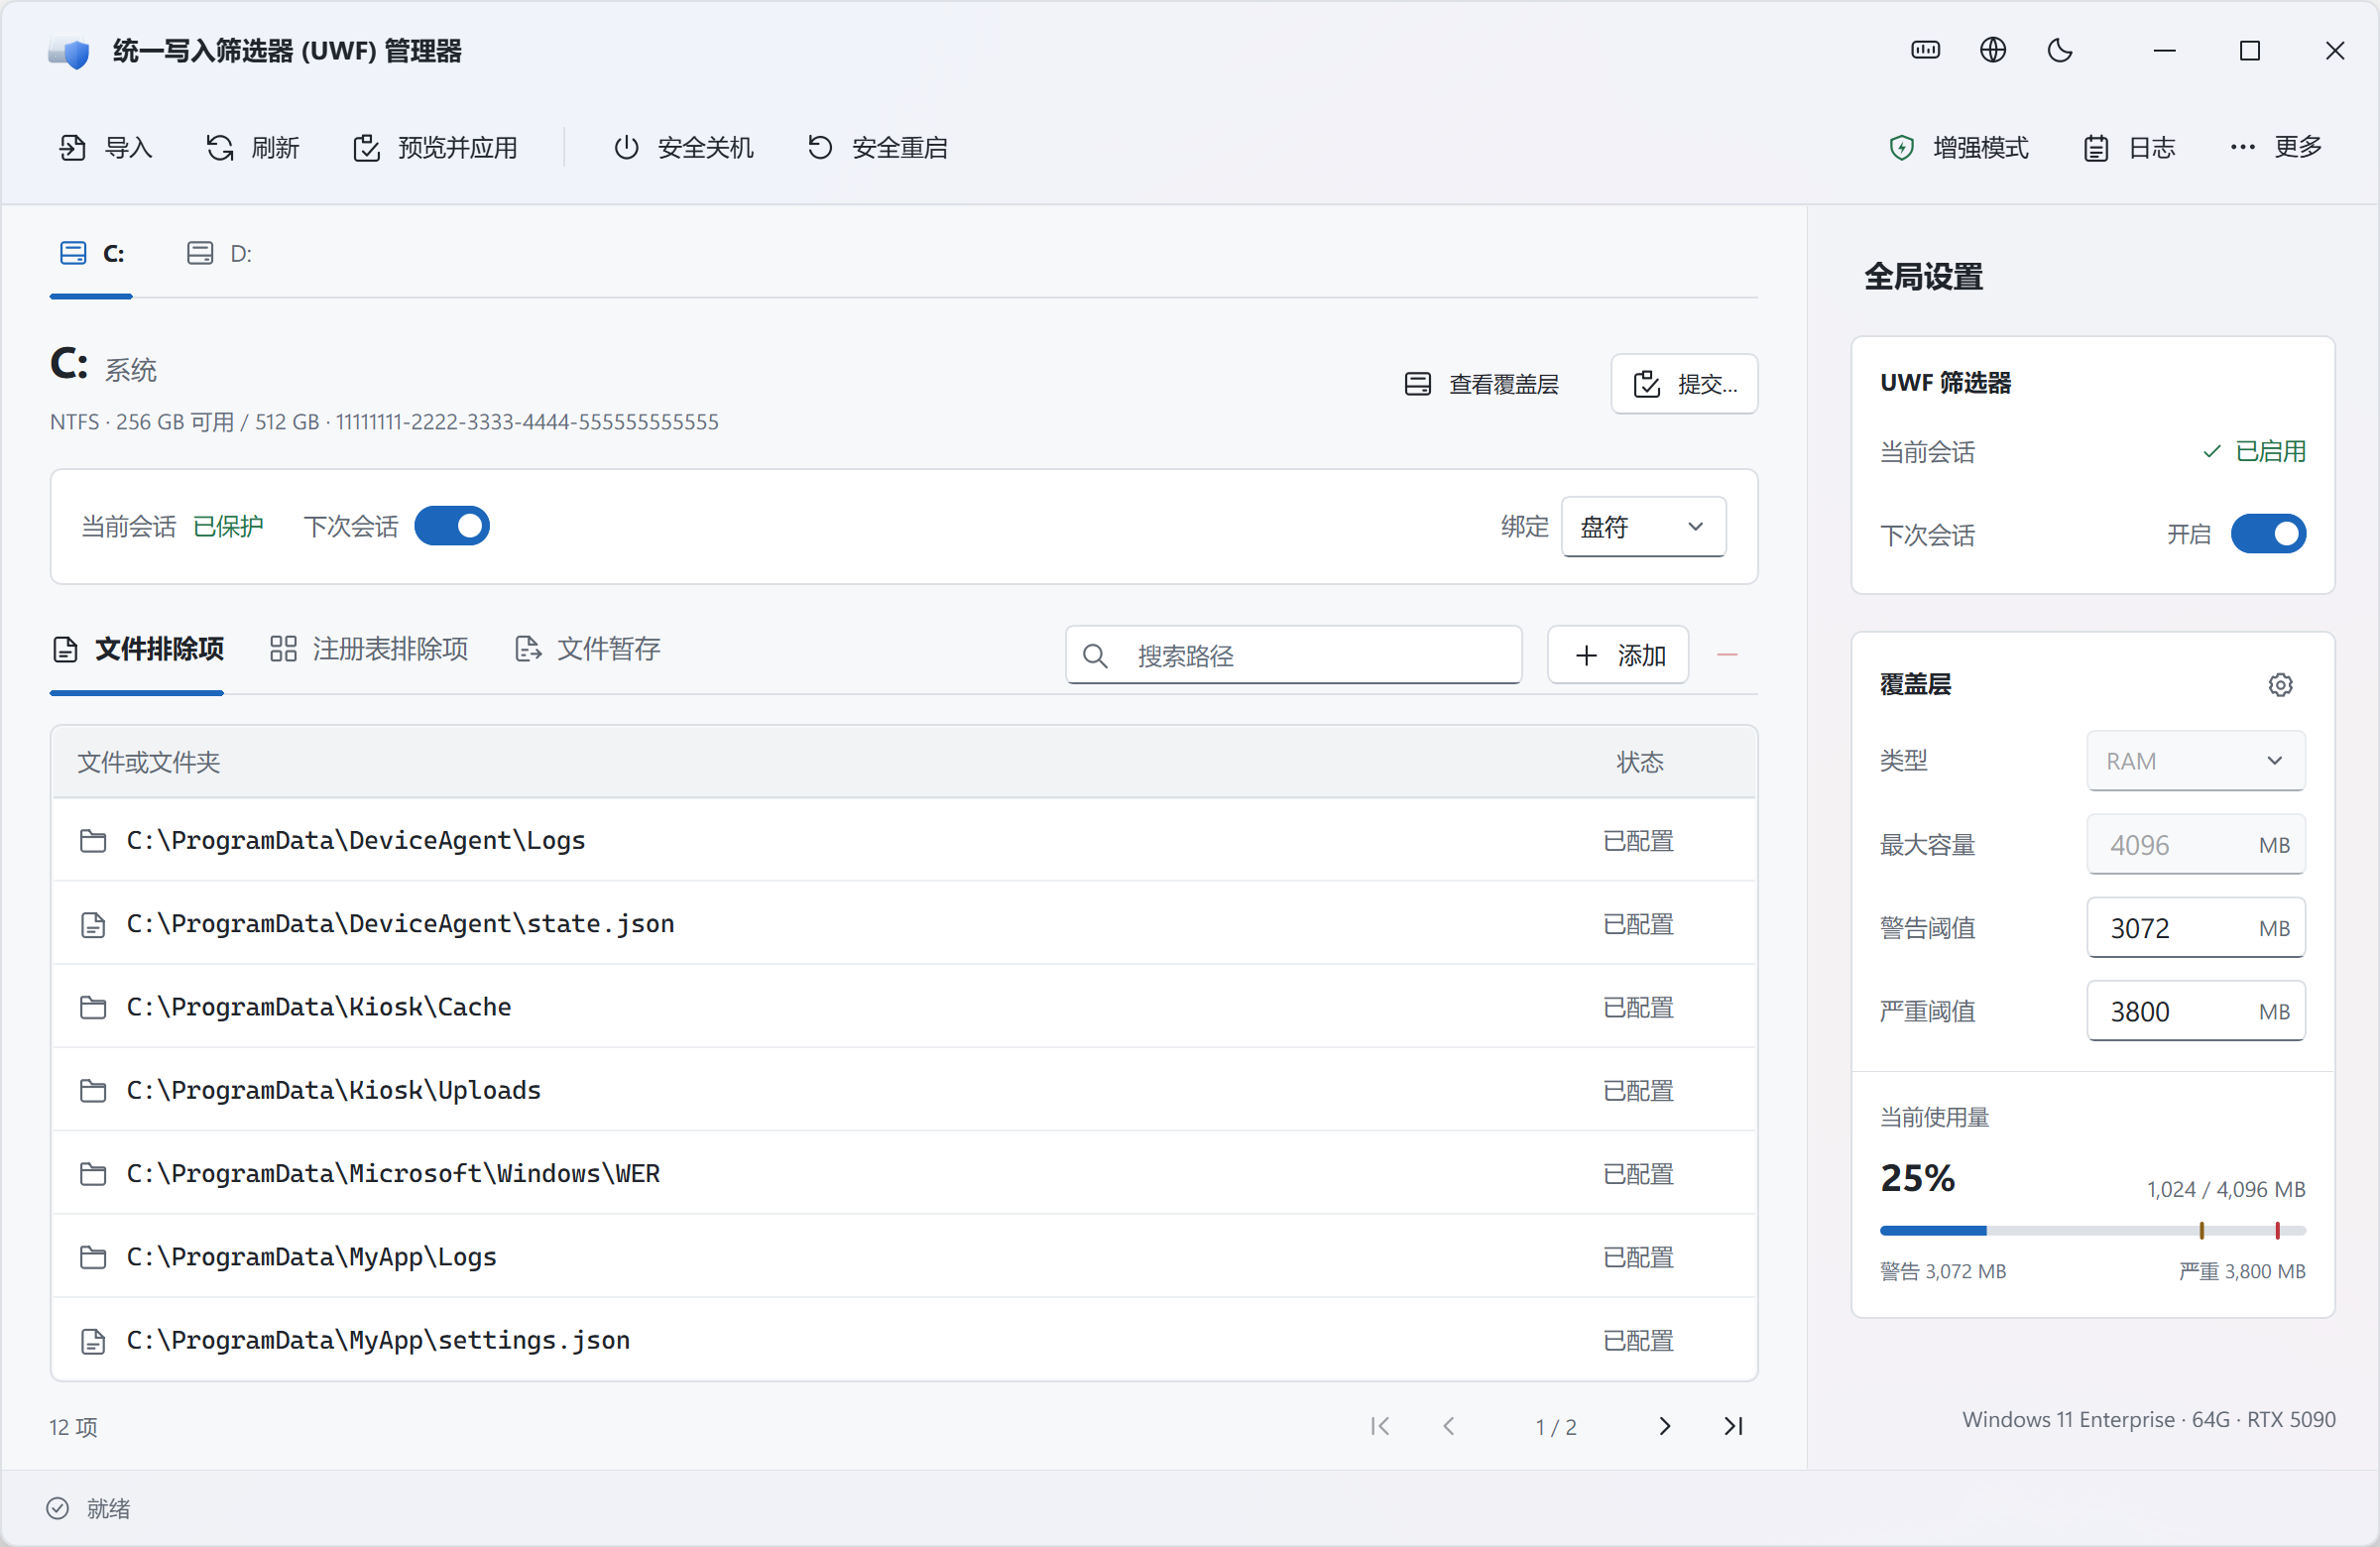 统一写入筛选器 (UWF) 管理器
导入 刷新 预览并应用 安全关机 安全重启 增强模式 日志 更多
C: D:
C: 系统
NTFS · 256 GB 可用 / 512 GB · 11111111-2222-3333-4444-555555555555
查看覆盖层 提交...
当前会话 已保护 下次会话 绑定 盘符
文件排除项 注册表排除项 文件暂存 搜索路径 添加
文件或文件夹 状态
C:\ProgramData\DeviceAgent\Logs 已配置
C:\ProgramData\DeviceAgent\state.json 已配置
C:\ProgramData\Kiosk\Cache 已配置
C:\ProgramData\Kiosk\Uploads 已配置
C:\ProgramData\Microsoft\Windows\WER 已配置
C:\ProgramData\MyApp\Logs 已配置
C:\ProgramData\MyApp\settings.json 已配置
12 项 1 / 2
全局设置
UWF 筛选器
当前会话 已启用
下次会话 开启
覆盖层
类型 RAM
最大容量 4096 MB
警告阈值 3072 MB
严重阈值 3800 MB
当前使用量
25% 1,024 / 4,096 MB
警告 3,072 MB 严重 3,800 MB
Windows 11 Enterprise · 64G · RTX 5090
就绪